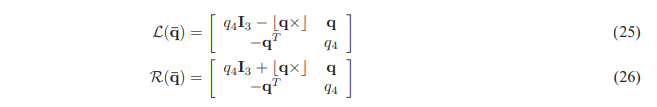 ℒ(q̄) = [ q₄I₃ − ⌊q×⌋ q
−qᵀ q₄ ] (25)
ℛ(q̄) = [ q₄I₃ + ⌊q×⌋ q
−qᵀ q₄ ] (26)